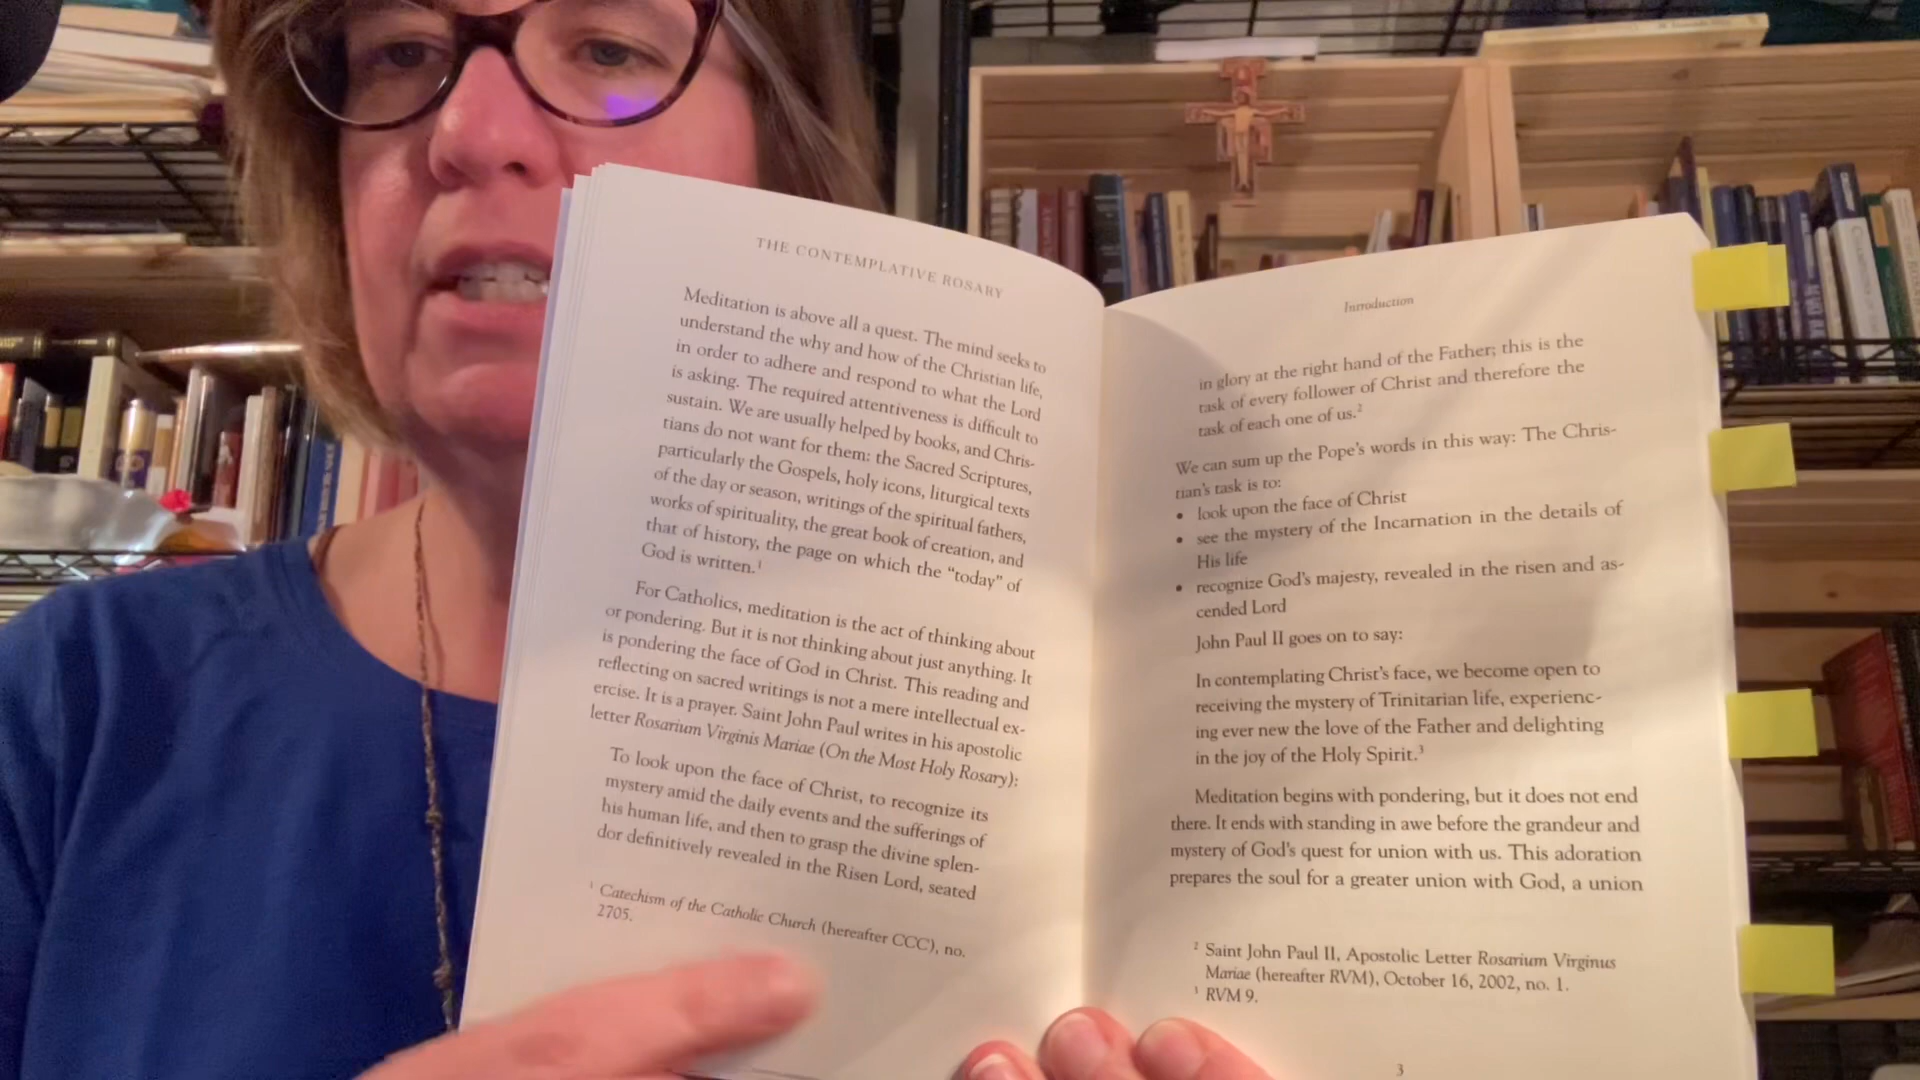 THE CONTEMPLATIVE ROSARY
Meditation is above all a quest. The mind seeks to
understand the why and how of the Christian life,
in order to adhere and respond to what the Lord
is asking. The required attentiveness is difficult to
sustain. We are usually helped by books, and Chris-
tians do not want for them: the Sacred Scriptures,
particularly the Gospels, holy icons, liturgical texts
of the day or season, writings of the spiritual fathers,
works of spirituality, the great book of creation, and
that of history, the page on which the “today” of
God is written.¹
For Catholics, meditation is the act of thinking about
or pondering. But it is not thinking about just anything. It
is pondering the face of God in Christ. This reading and
reflecting on sacred writings is not a mere intellectual ex-
ercise. It is a prayer. Saint John Paul writes in his apostolic
letter Rosarium Virginis Mariae (On the Most Holy Rosary):
To look upon the face of Christ, to recognize its
mystery amid the daily events and the sufferings of
his human life, and then to grasp the divine splen-
dor definitively revealed in the Risen Lord, seated
¹ Catechism of the Catholic Church (hereafter CCC), no.
2705.
Introduction
in glory at the right hand of the Father; this is the
task of every follower of Christ and therefore the
task of each one of us.²
We can sum up the Pope’s words in this way: The Chris-
tian’s task is to:
• look upon the face of Christ
• see the mystery of the Incarnation in the details of
His life
• recognize God’s majesty, revealed in the risen and as-
cended Lord
John Paul II goes on to say:
In contemplating Christ’s face, we become open to
receiving the mystery of Trinitarian life, experienc-
ing ever new the love of the Father and delighting
in the joy of the Holy Spirit.³
Meditation begins with pondering, but it does not end
there. It ends with standing in awe before the grandeur and
mystery of God’s quest for union with us. This adoration
prepares the soul for a greater union with God, a union
² Saint John Paul II, Apostolic Letter Rosarium Virginus
Mariae (hereafter RVM), October 16, 2002, no. 1.
³ RVM 9.
3